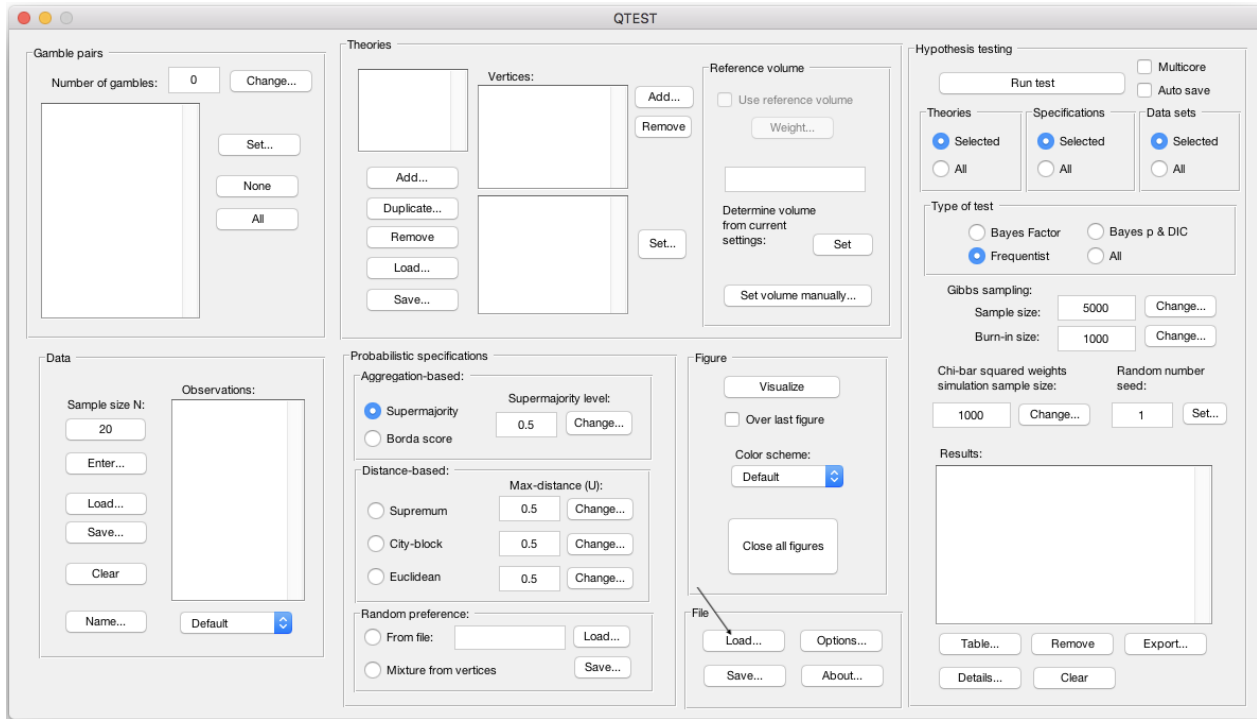 QTEST
Gamble pairs
Number of gambles:
0
Change...
Set...
None
All
Theories
Vertices:
Add...
Remove
Add...
Duplicate...
Remove
Load...
Save...
Set...
Reference volume
Use reference volume
Weight...
Determine volume
from current
settings:
Set
Set volume manually...
Hypothesis testing
Run test
Multicore
Auto save
Theories
Selected
All
Specifications
Selected
All
Data sets
Selected
All
Type of test
Bayes Factor
Bayes p & DIC
Frequentist
All
Gibbs sampling:
Sample size:
5000
Change...
Burn-in size:
1000
Change...
Chi-bar squared weights
simulation sample size:
1000
Change...
Random number
seed:
1
Set...
Results:
Table...
Remove
Export...
Details...
Clear
Data
Sample size N:
20
Enter...
Load...
Save...
Clear
Name...
Observations:
Default
Probabilistic specifications
Aggregation-based:
Supermajority
Borda score
Supermajority level:
0.5
Change...
Distance-based:
Max-distance (U):
Supremum
0.5
Change...
City-block
0.5
Change...
Euclidean
0.5
Change...
Random preference:
From file:
Load...
Mixture from vertices
Save...
Figure
Visualize
Over last figure
Color scheme:
Default
Close all figures
File
Load...
Options...
Save...
About...